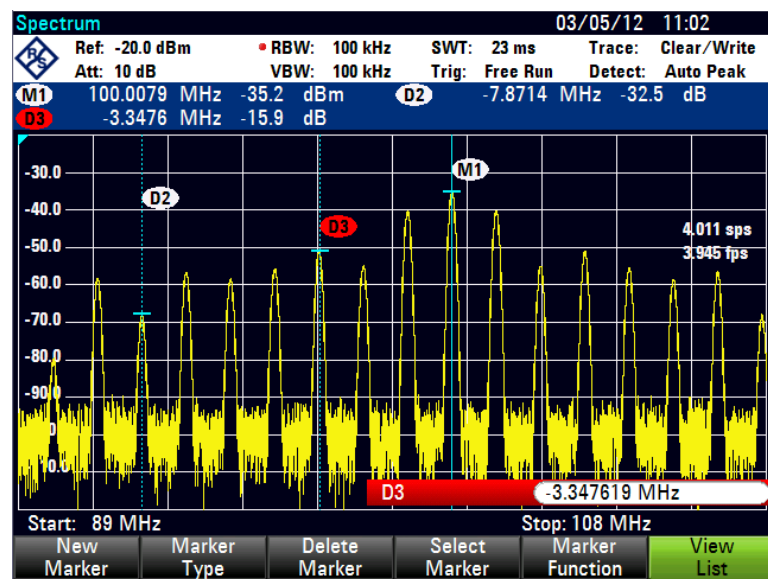 Spectrum 03/05/12 11:02
Ref: -20.0 dBm RBW: 100 kHz SWT: 23 ms Trace: Clear/Write
Att: 10 dB VBW: 100 kHz Trig: Free Run Detect: Auto Peak
M1 100.0079 MHz -35.2 dBm D2 -7.8714 MHz -32.5 dB
D3 -3.3476 MHz -15.9 dB
M1
-30.0
D2
-40.0
D3
4.011 sps
-50.0
3.945 fps
-60.0
-70.0
-80.0
-90.0
D3 -3.347619 MHz
Start: 89 MHz Stop: 108 MHz
New Marker Delete Select Marker View
Marker Type Marker Marker Function List